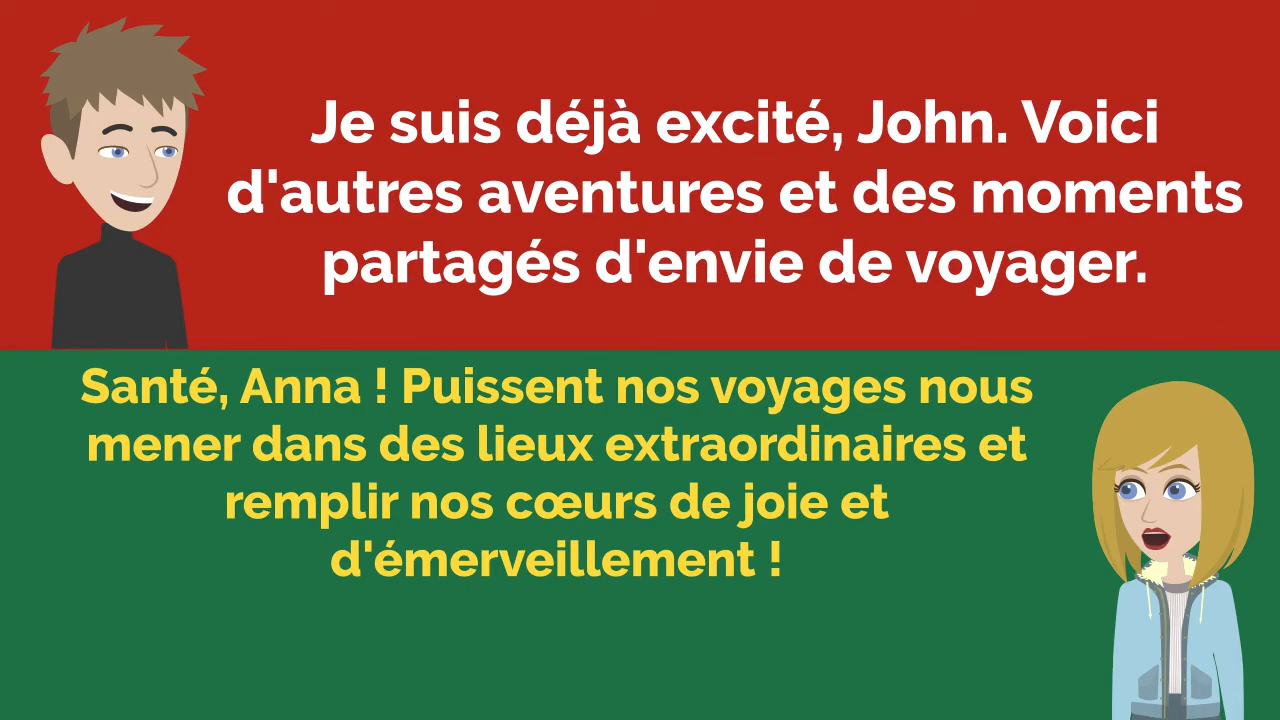 Je suis déjà excité, John. Voici
d'autres aventures et des moments
partagés d'envie de voyager.
Santé, Anna ! Puissent nos voyages nous
mener dans des lieux extraordinaires et
remplir nos cœurs de joie et
d'émerveillement !